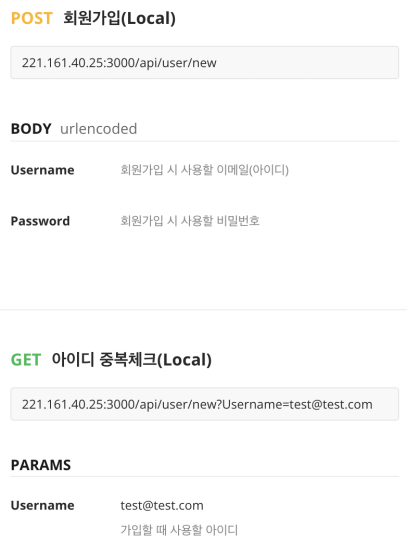 POST 회원가입(Local)
221.161.40.25:3000/api/user/new
BODY urlencoded
Username 회원가입 시 사용할 이메일(아이디)
Password 회원가입 시 사용할 비밀번호
GET 아이디 중복체크(Local)
221.161.40.25:3000/api/user/new?Username=test@test.com
PARAMS
Username test@test.com
가입할 때 사용할 아이디